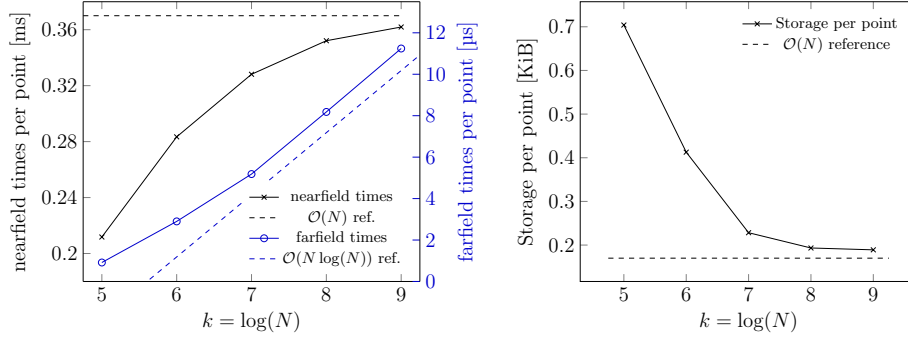 nearfield times per point [ms]
0.36
0.32
0.28
0.24
0.2
12
10
8
6
4
2
0
farfield times per point [µs]
nearfield times
O(N) ref.
farfield times
O(N log(N)) ref.
5 6 7 8 9
k = log(N)
Storage per point [KiB]
0.7
0.6
0.5
0.4
0.3
0.2
Storage per point
O(N) reference
5 6 7 8 9
k = log(N)